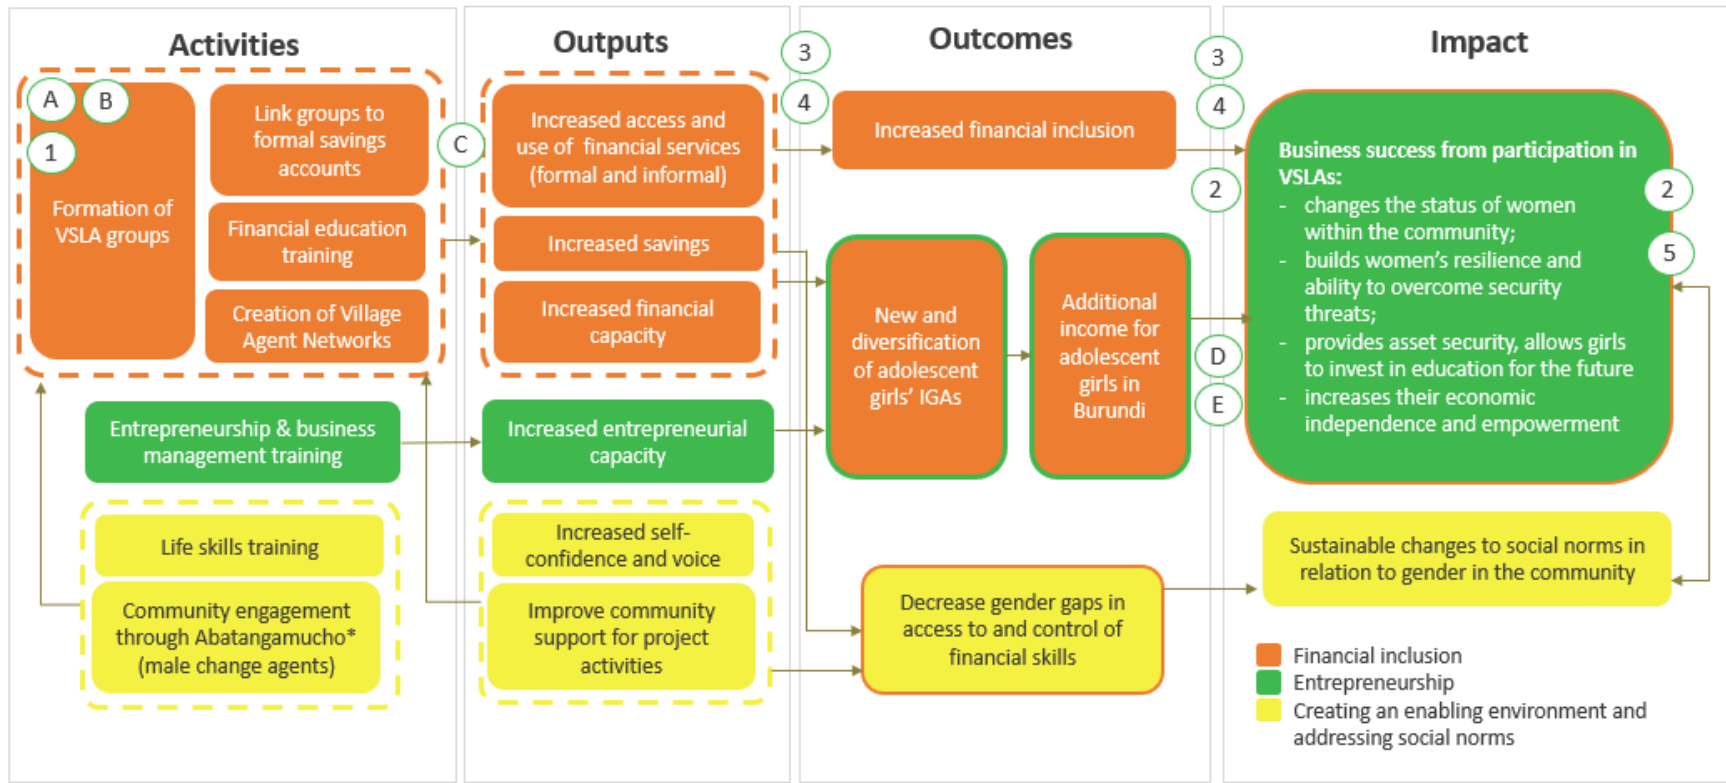 Activities
A
B
1
Formation of
VSLA groups
Link groups to
formal savings
accounts
Financial education
training
Creation of Village
Agent Networks
Entrepreneurship & business
management training
Life skills training
Community engagement
through Abatangamucho*
(male change agents)
C
Outputs
Increased access and
use of financial services
(formal and informal)
Increased savings
Increased financial
capacity
Increased entrepreneurial
capacity
Increased self-
confidence and voice
Improve community
support for project
activities
3
4
Outcomes
Increased financial inclusion
New and
diversification
of adolescent
girls' IGAs
Additional
income for
adolescent
girls in
Burundi
Decrease gender gaps in
access to and control of
financial skills
3
4
2
D
E
Impact
Business success from participation in
VSLAs:
- changes the status of women
within the community;
- builds women's resilience and
ability to overcome security
threats;
- provides asset security, allows girls
to invest in education for the future
- increases their economic
independence and empowerment
2
5
Sustainable changes to social norms in
relation to gender in the community
Financial inclusion
Entrepreneurship
Creating an enabling environment and
addressing social norms